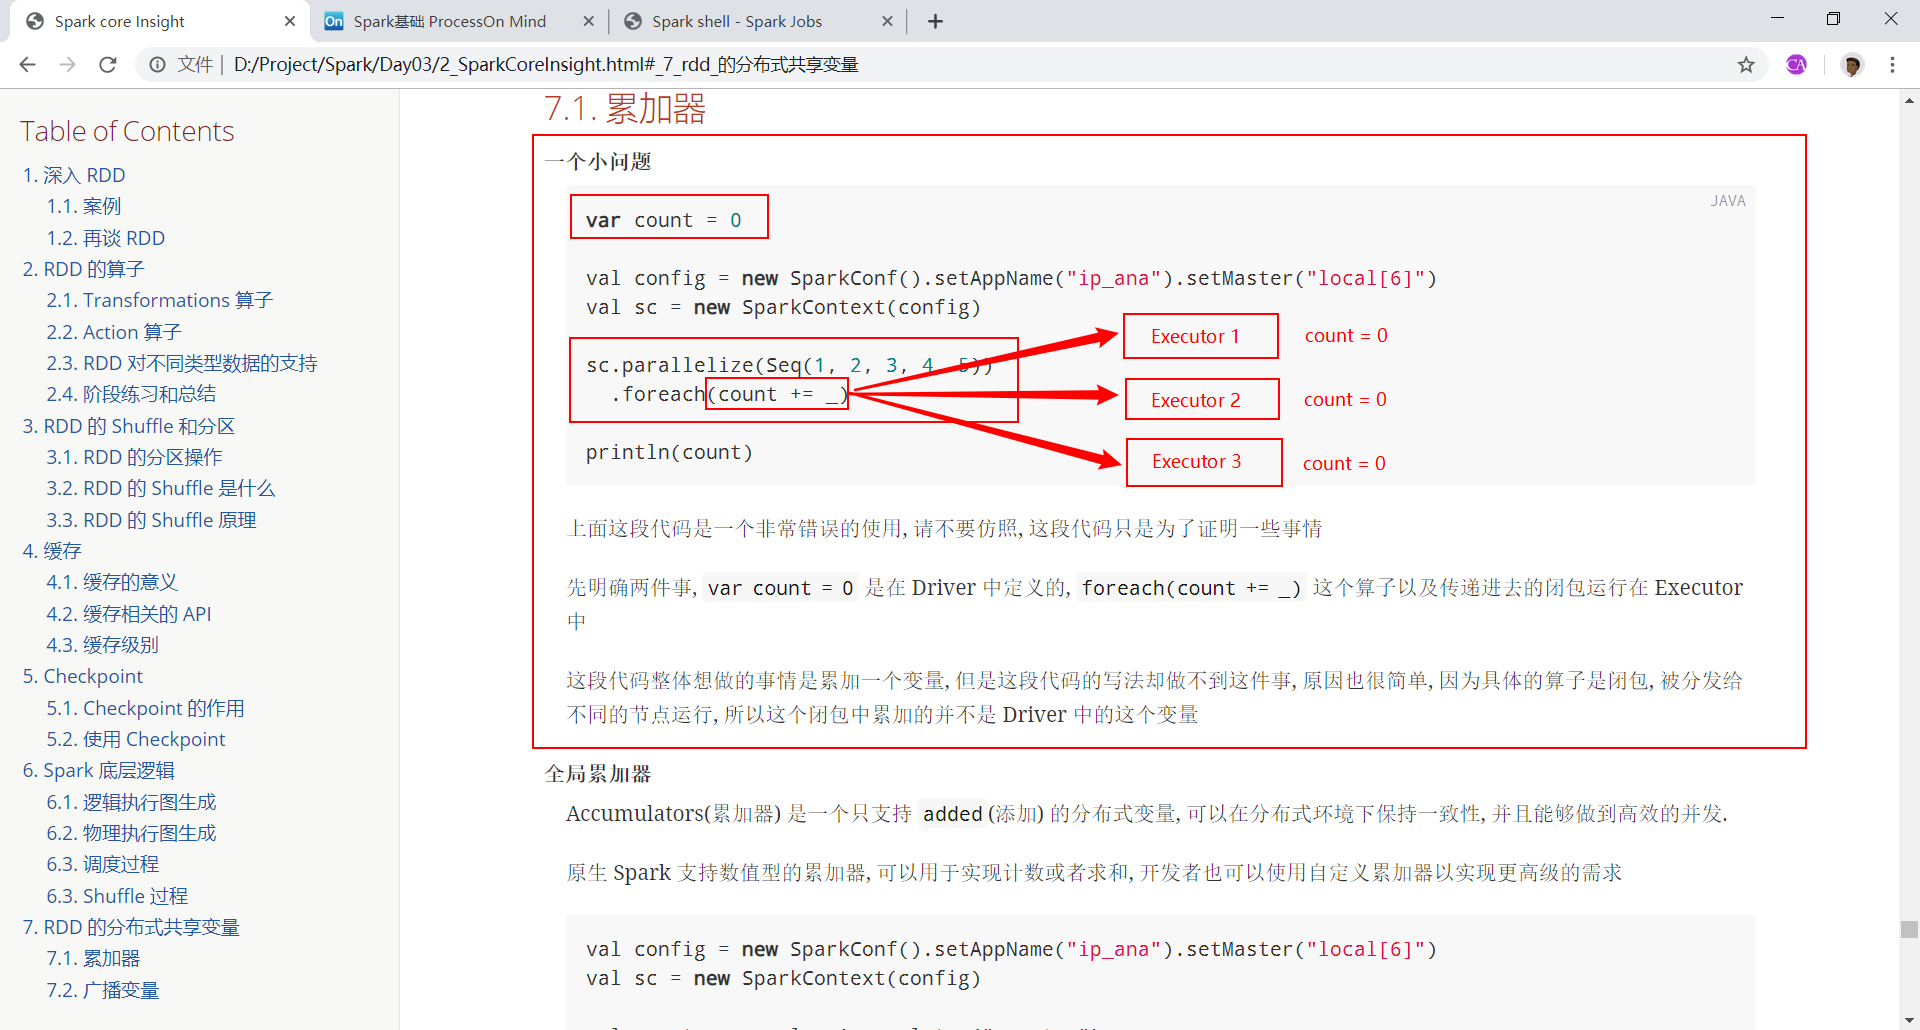 Spark core Insight
Spark基础 ProcessOn Mind
Spark shell - Spark Jobs
文件 | D:/Project/Spark/Day03/2_SparkCoreInsight.html#_7_rdd_的分布式共享变量
Table of Contents
1. 深入 RDD
1.1. 案例
1.2. 再谈 RDD
2. RDD 的算子
2.1. Transformations 算子
2.2. Action 算子
2.3. RDD 对不同类型数据的支持
2.4. 阶段练习和总结
3. RDD 的 Shuffle 和分区
3.1. RDD 的分区操作
3.2. RDD 的 Shuffle 是什么
3.3. RDD 的 Shuffle 原理
4. 缓存
4.1. 缓存的意义
4.2. 缓存相关的 API
4.3. 缓存级别
5. Checkpoint
5.1. Checkpoint 的作用
5.2. 使用 Checkpoint
6. Spark 底层逻辑
6.1. 逻辑执行图生成
6.2. 物理执行图生成
6.3. 调度过程
6.3. Shuffle 过程
7. RDD 的分布式共享变量
7.1. 累加器
7.2. 广播变量
7.1. 累加器
一个小问题
JAVA
var count = 0
val config = new SparkConf().setAppName("ip_ana").setMaster("local[6]")
val sc = new SparkContext(config)
sc.parallelize(Seq(1, 2, 3, 4, 5))
.foreach(count += _)
println(count)
Executor 1 count = 0
Executor 2 count = 0
Executor 3 count = 0
上面这段代码是一个非常错误的使用, 请不要仿照, 这段代码只是为了证明一些事情
先明确两件事, var count = 0 是在 Driver 中定义的, foreach(count += _) 这个算子以及传递进去的闭包运行在 Executor
中
这段代码整体想做的事情是累加一个变量, 但是这段代码的写法却做不到这件事, 原因也很简单, 因为具体的算子是闭包, 被分发给
不同的节点运行, 所以这个闭包中累加的并不是 Driver 中的这个变量
全局累加器
Accumulators(累加器) 是一个只支持 added(添加) 的分布式变量, 可以在分布式环境下保持一致性, 并且能够做到高效的并发.
原生 Spark 支持数值型的累加器, 可以用于实现计数或者求和, 开发者也可以使用自定义累加器以实现更高级的需求
val config = new SparkConf().setAppName("ip_ana").setMaster("local[6]")
val sc = new SparkContext(config)